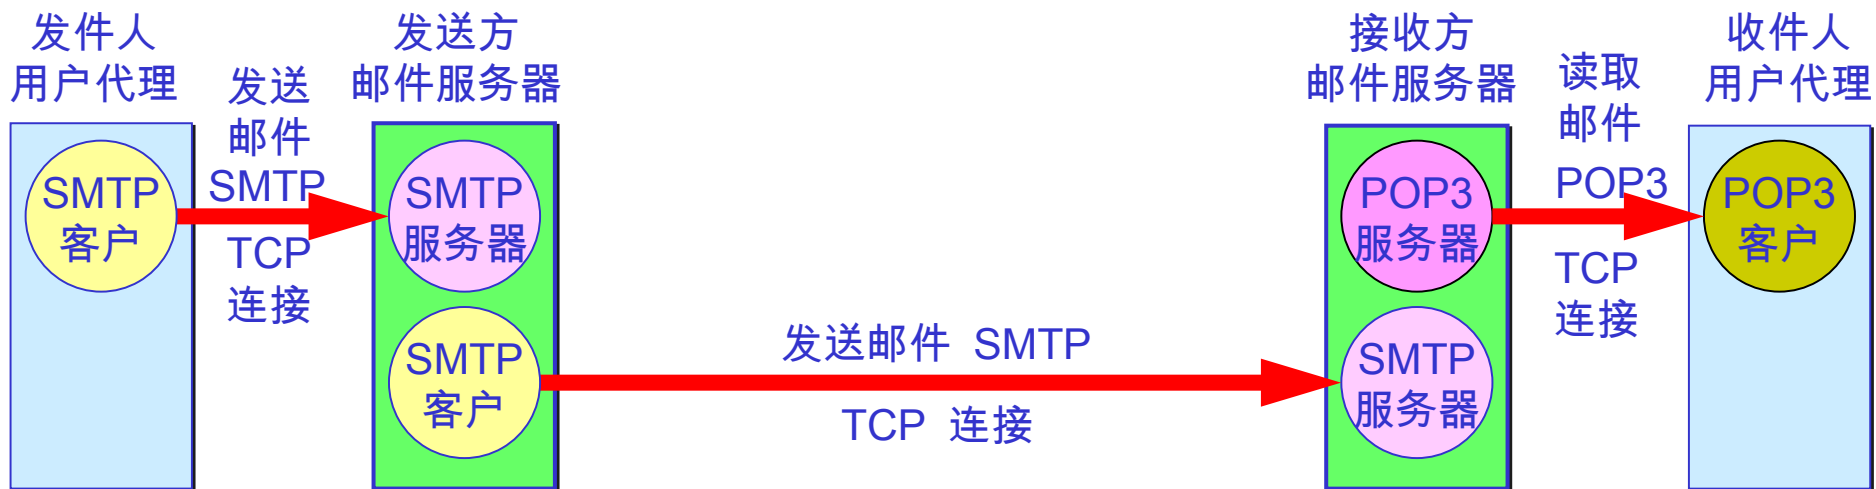 发件人
用户代理
发送
邮件
SMTP
TCP
连接
发送方
邮件服务器
SMTP
客户
SMTP
服务器
SMTP
客户
发送邮件 SMTP
TCP 连接
接收方
邮件服务器
POP3
服务器
SMTP
服务器
读取
邮件
POP3
TCP
连接
收件人
用户代理
POP3
客户